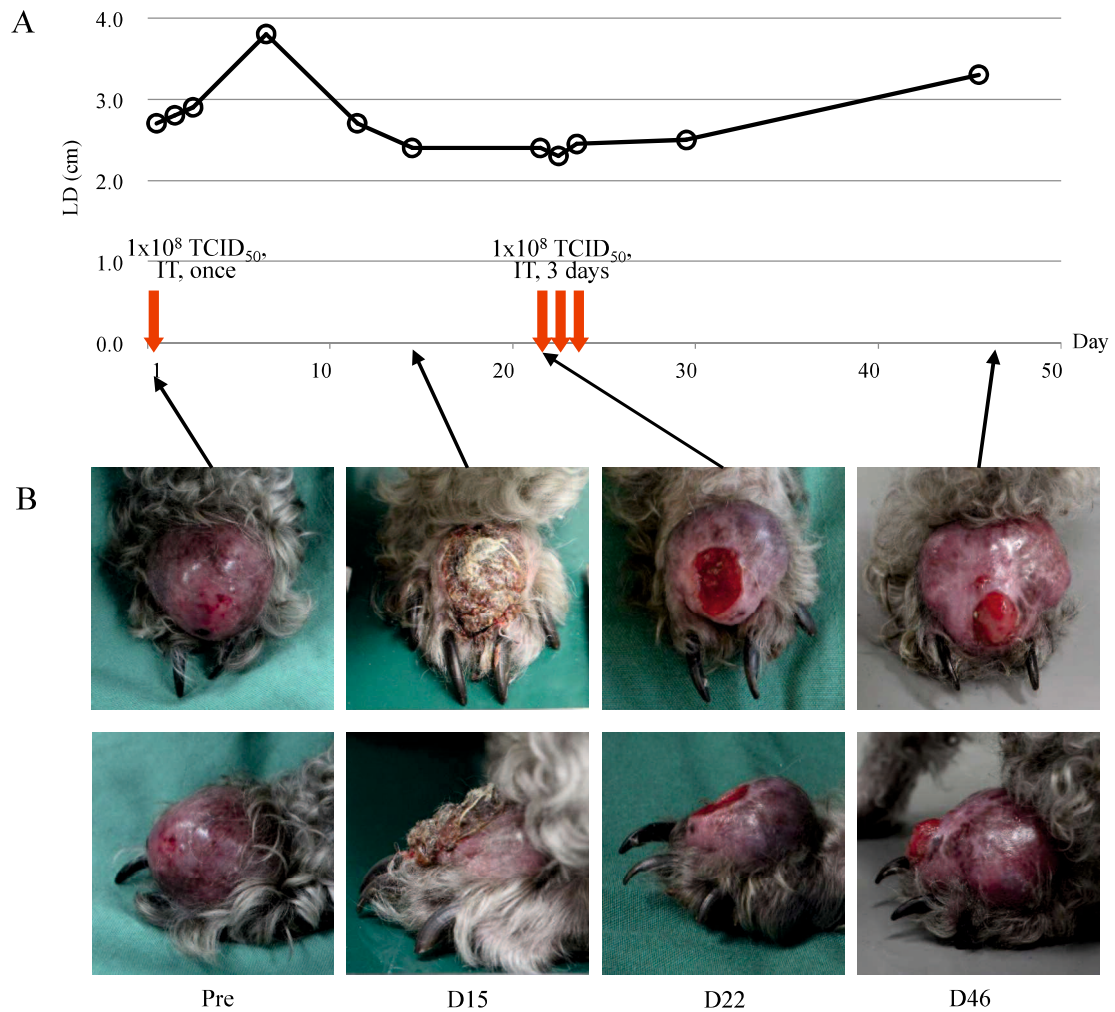 A
4.0
3.0
LD (cm)
2.0
1x10⁸ TCID₅₀,
IT, once
1x10⁸ TCID₅₀,
IT, 3 days
1.0
0.0
Day
1
10
20
30
40
50
B
Pre
D15
D22
D46